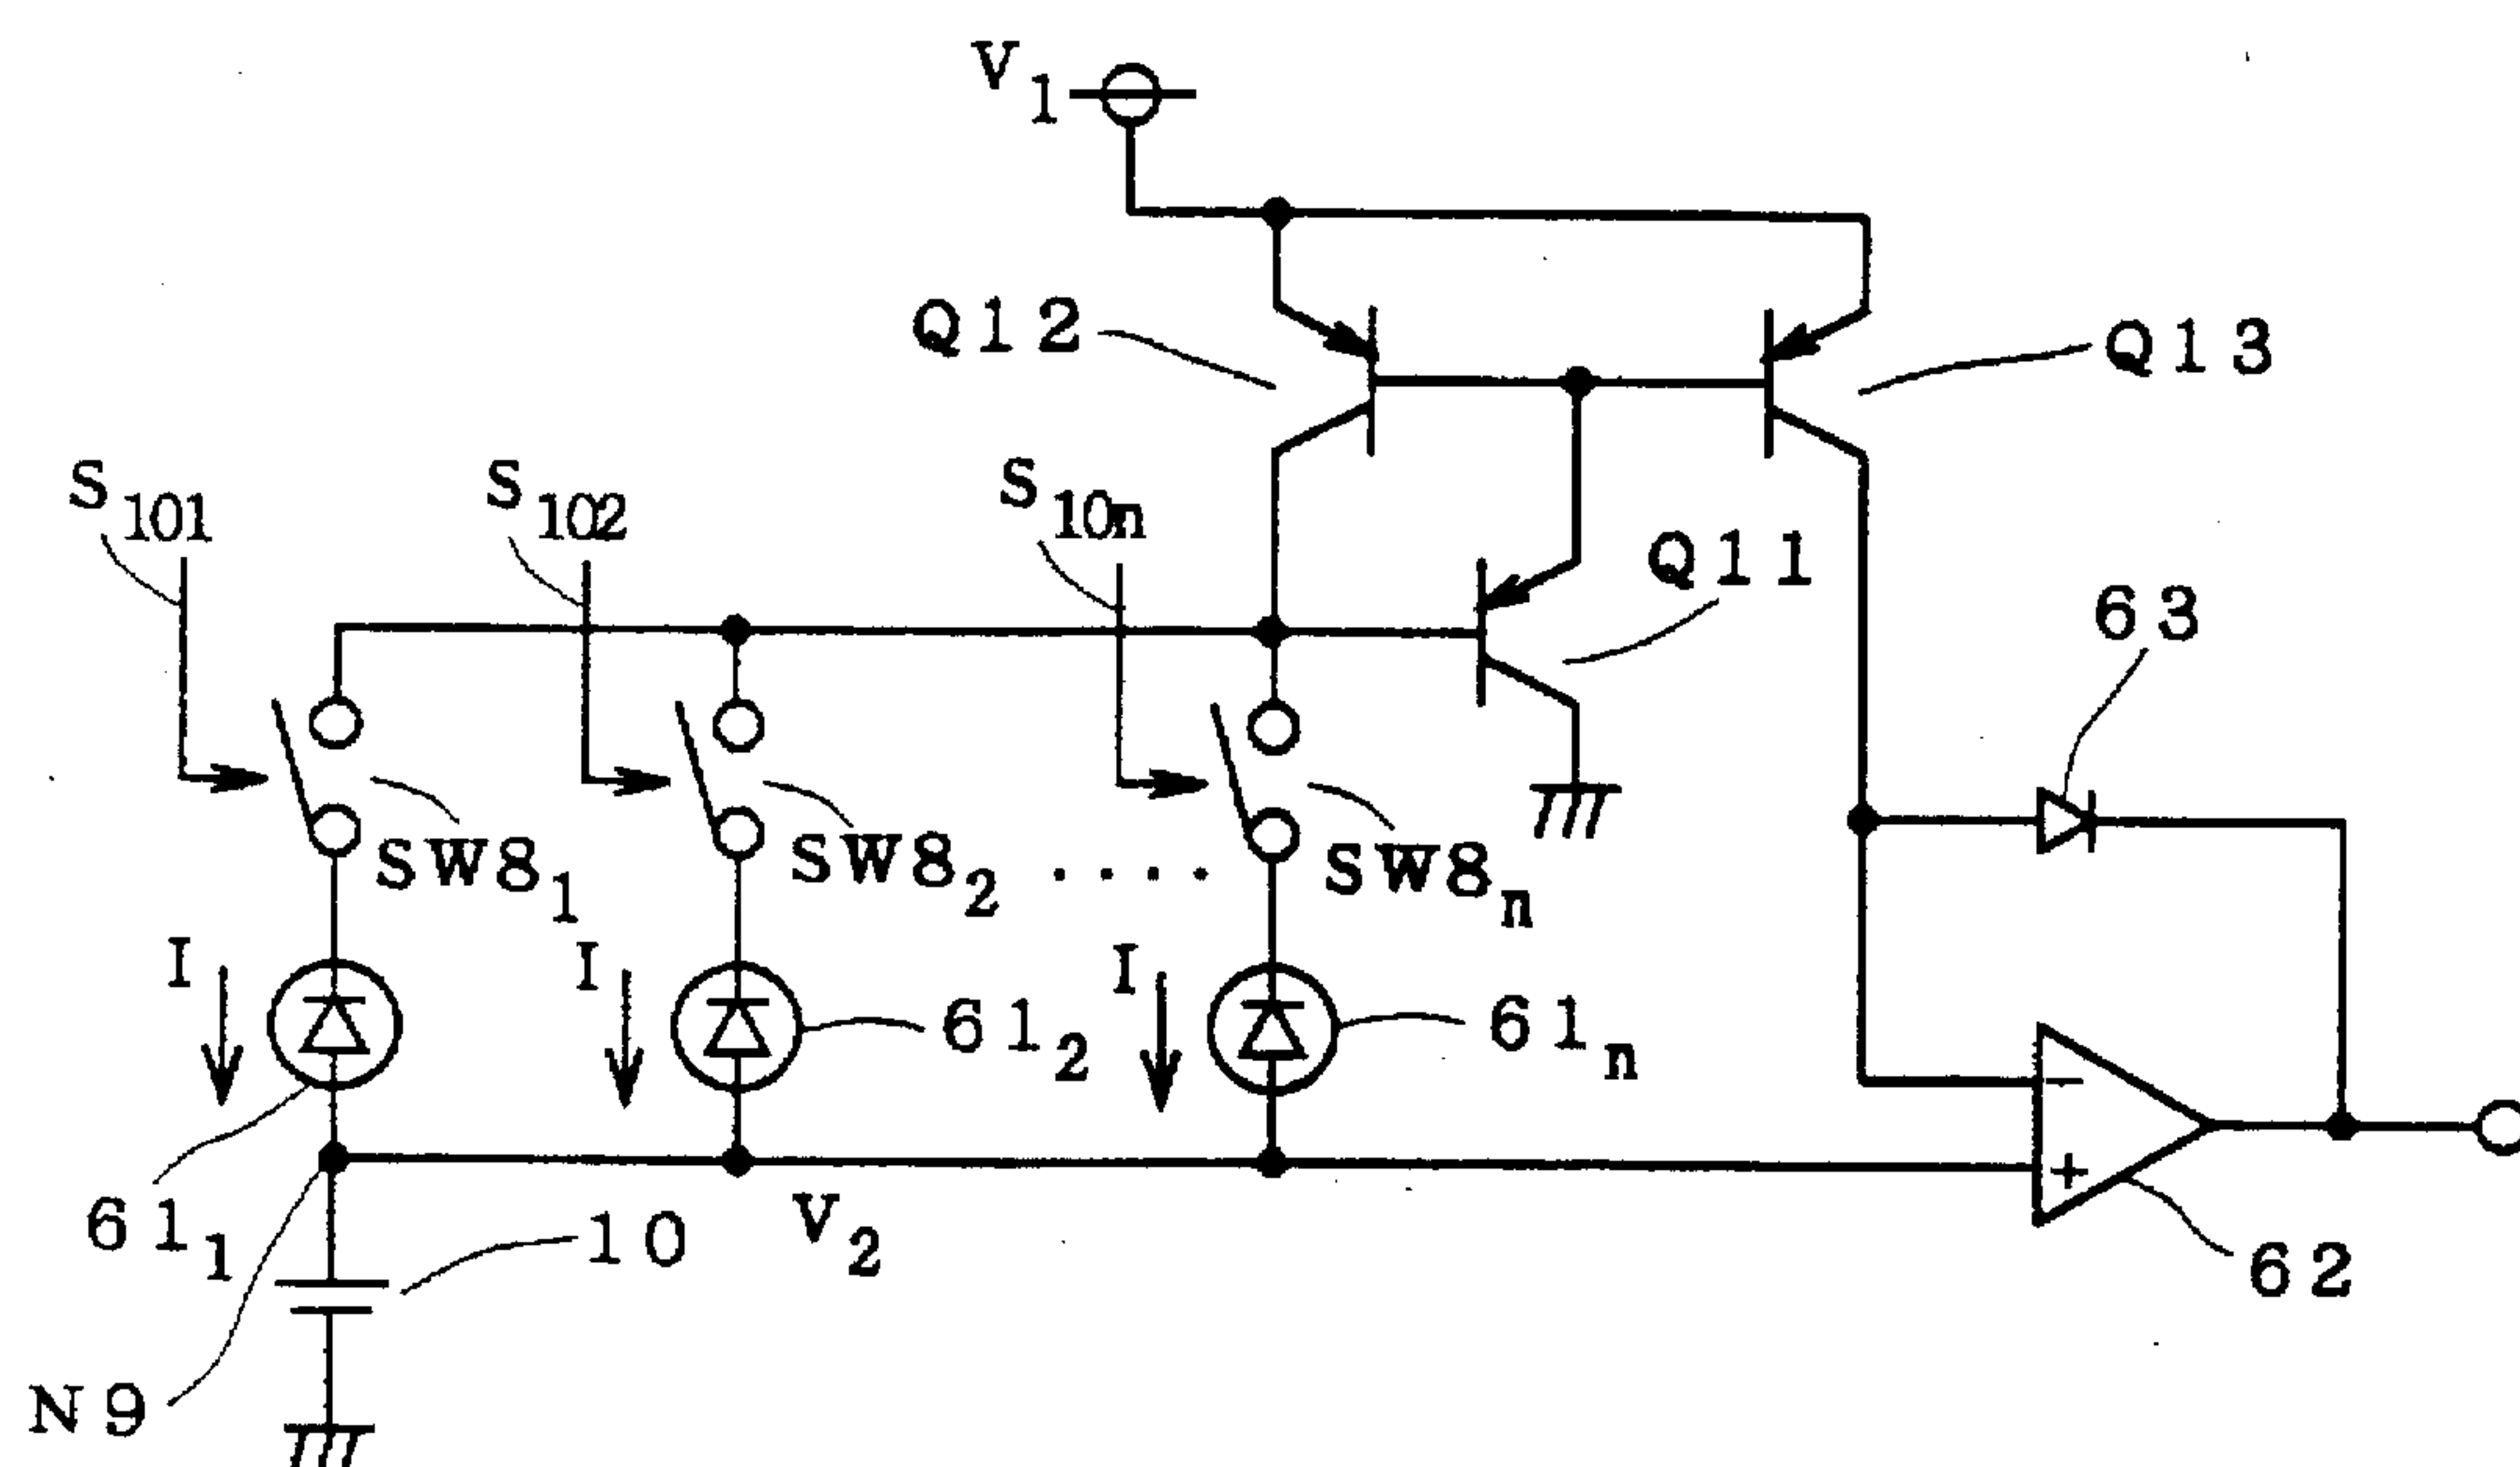 V1
Q12
Q13
S101
S102
S10n
Q11
63
SW81
SW82
....
SW8n
I
I
I
612
61n
−
+
611
10
V2
62
N9